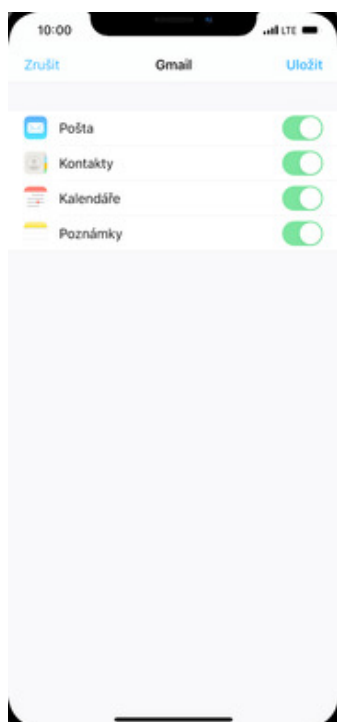 10:00 LTE
Zrušit Gmail Uložit
Pošta
Kontakty
Kalendáře
Poznámky